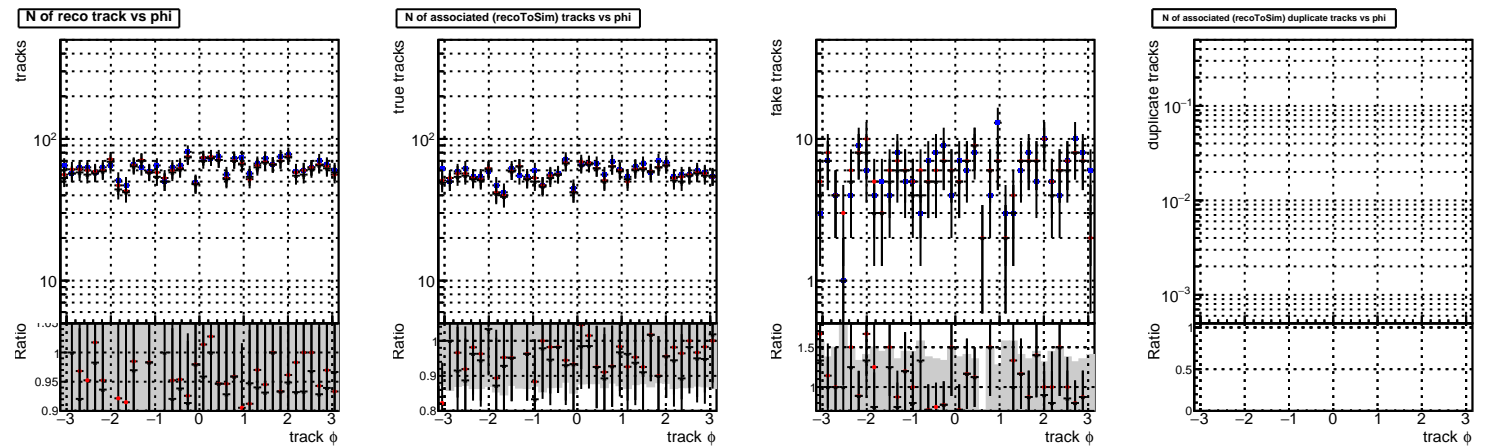 N of reco track vs phi
tracks
10²
10
Ratio
1.05
1
0.95
0.9
−3 −2 −1 0 1 2 3
track ϕ
N of associated (recoToSim) tracks vs phi
true tracks
10²
10
Ratio
1
0.9
0.8
−3 −2 −1 0 1 2 3
track ϕ
fake tracks
10
1
Ratio
1.5
1
−3 −2 −1 0 1 2 3
track ϕ
N of associated (recoToSim) duplicate tracks vs phi
duplicate tracks
10⁻¹
10⁻²
10⁻³
Ratio
1
0.5
0
−3 −2 −1 0 1 2 3
track ϕ